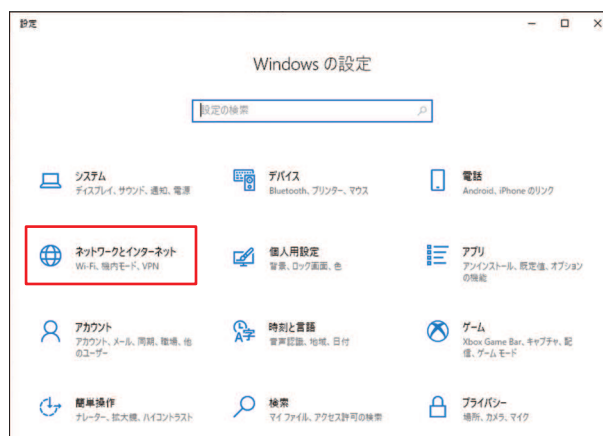 設定
Windows の設定
設定の検索
システム
ディスプレイ、サウンド、通知、電源
デバイス
Bluetooth、プリンター、マウス
電話
Android、iPhone のリンク
ネットワークとインターネット
Wi-Fi、機内モード、VPN
個人用設定
背景、ロック画面、色
アプリ
アンインストール、既定値、オプション
の機能
アカウント
アカウント、メール、同期、職場、他
のユーザー
時刻と言語
音声認識、地域、日付
ゲーム
Xbox Game Bar、キャプチャ、配
信、ゲーム モード
簡単操作
ナレーター、拡大鏡、ハイコントラスト
検索
マイ ファイル、アクセス許可の検索
プライバシー
場所、カメラ、マイク